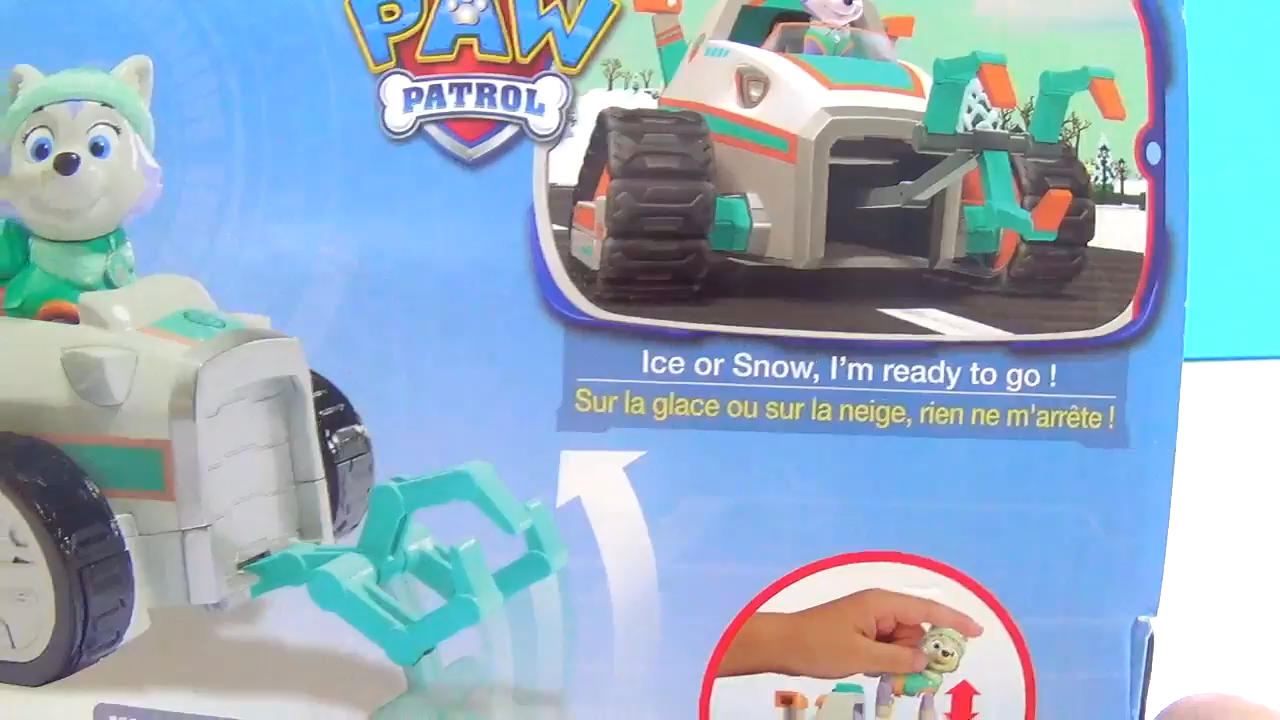 PAW
PATROL
Ice or Snow, I'm ready to go !
Sur la glace ou sur la neige, rien ne m'arrête !